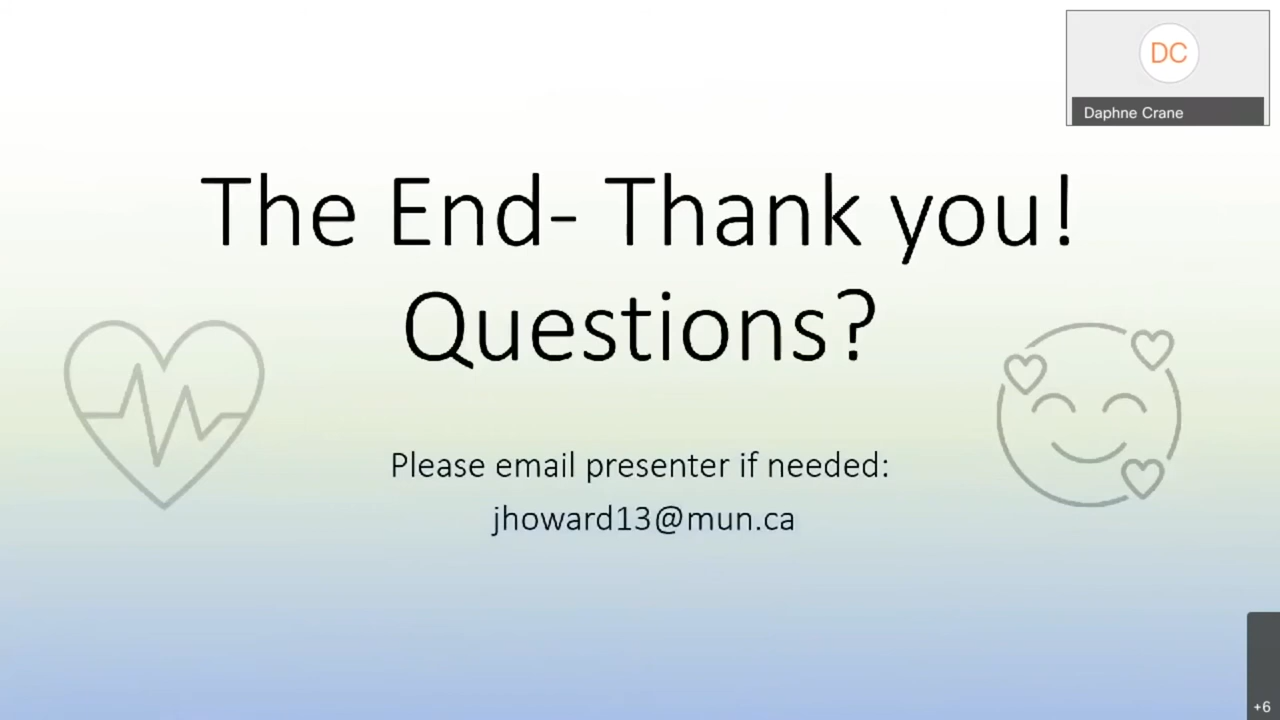 DC
Daphne Crane
The End- Thank you!
Questions?
Please email presenter if needed:
jhoward13@mun.ca
+6